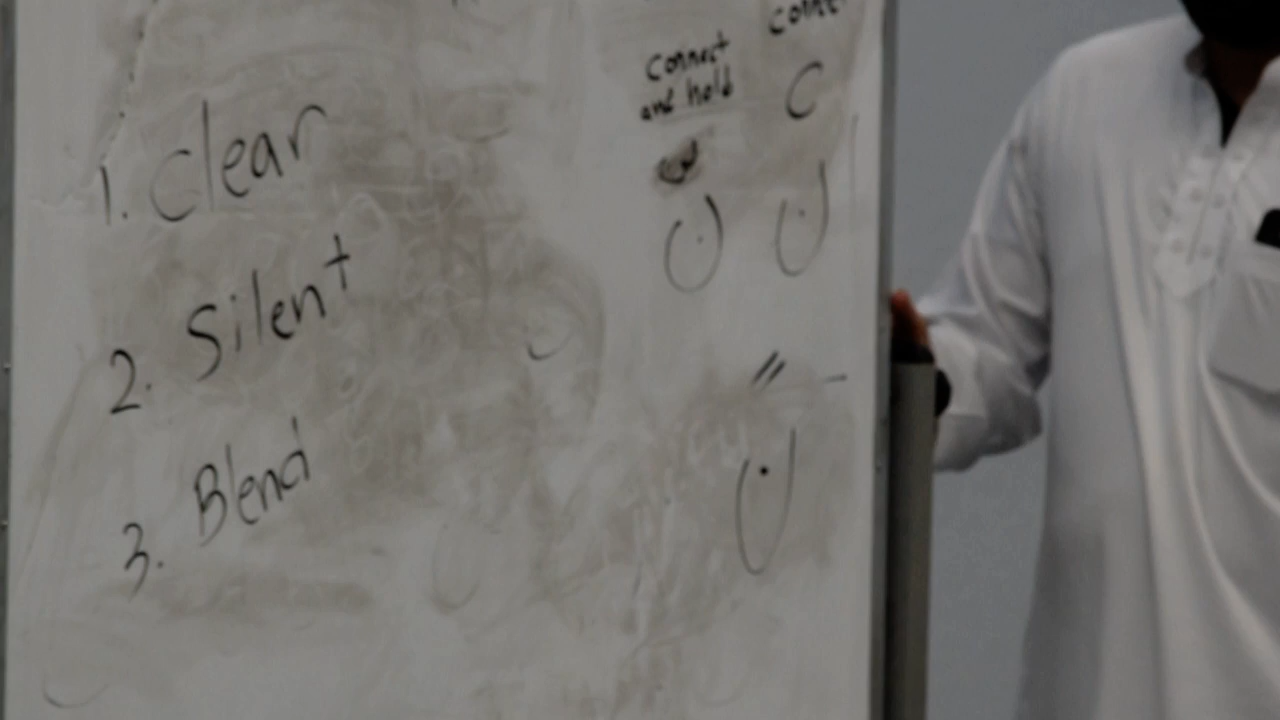 1. Clear
2. Silent
3. Blend
connect
and hold
C
ن
ن
ن